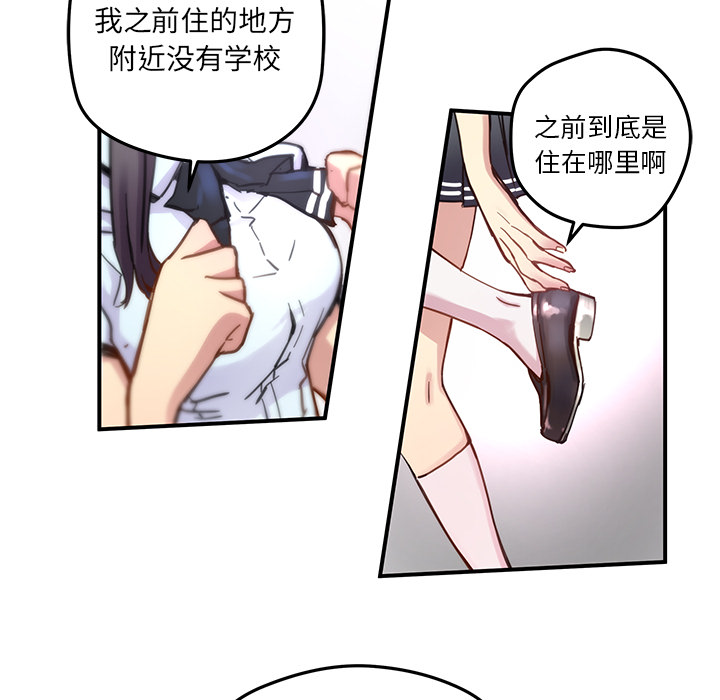 我之前住的地方
附近没有学校
之前到底是
住在哪里啊